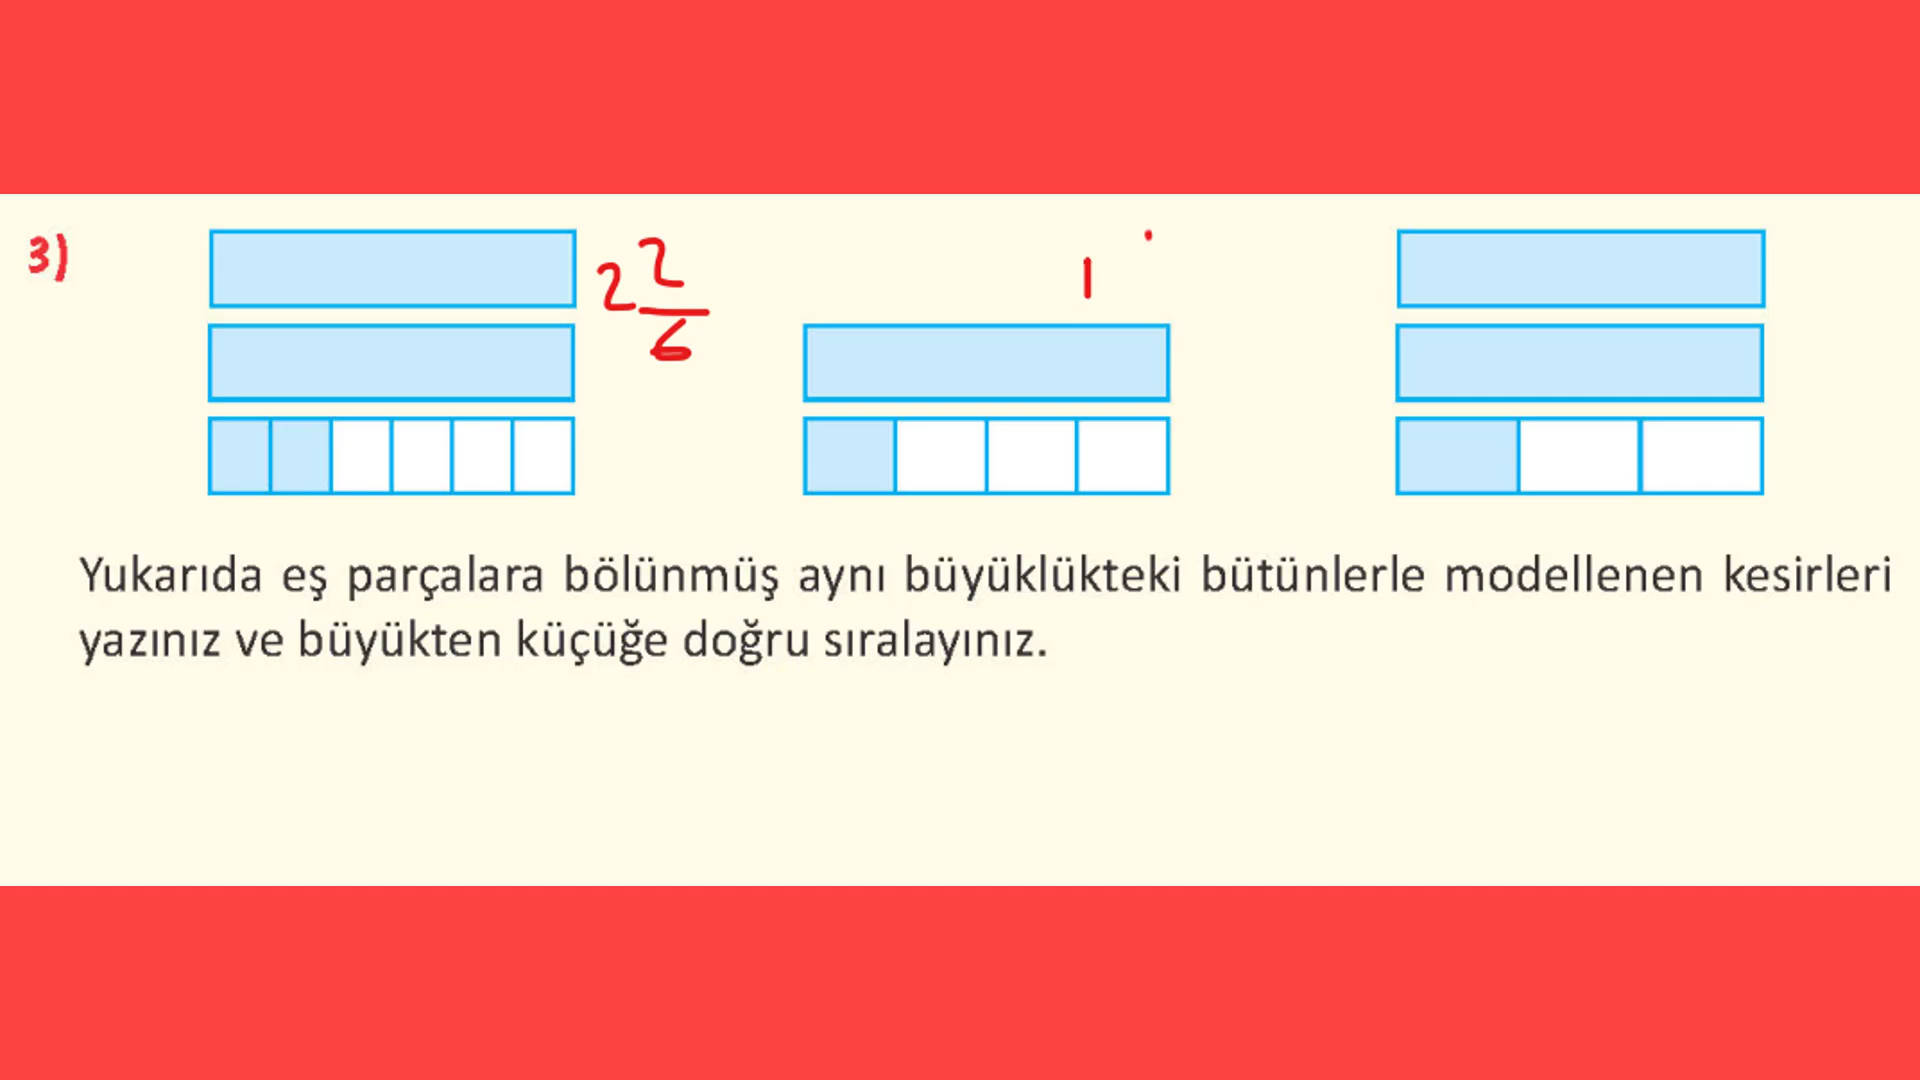 3)
2 2/6
1
Yukarıda eş parçalara bölünmüş aynı büyüklükteki bütünlerle modellenen kesirleri
yazınız ve büyükten küçüğe doğru sıralayınız.